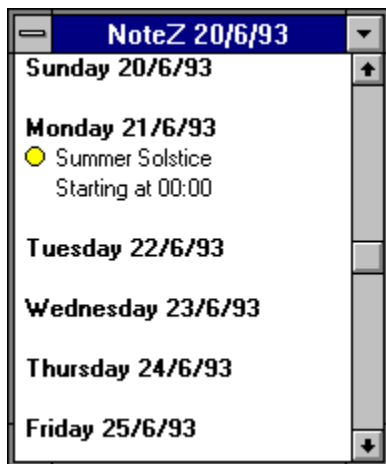 NoteZ 20/6/93
Sunday 20/6/93
Monday 21/6/93
Summer Solstice
Starting at 00:00
Tuesday 22/6/93
Wednesday 23/6/93
Thursday 24/6/93
Friday 25/6/93